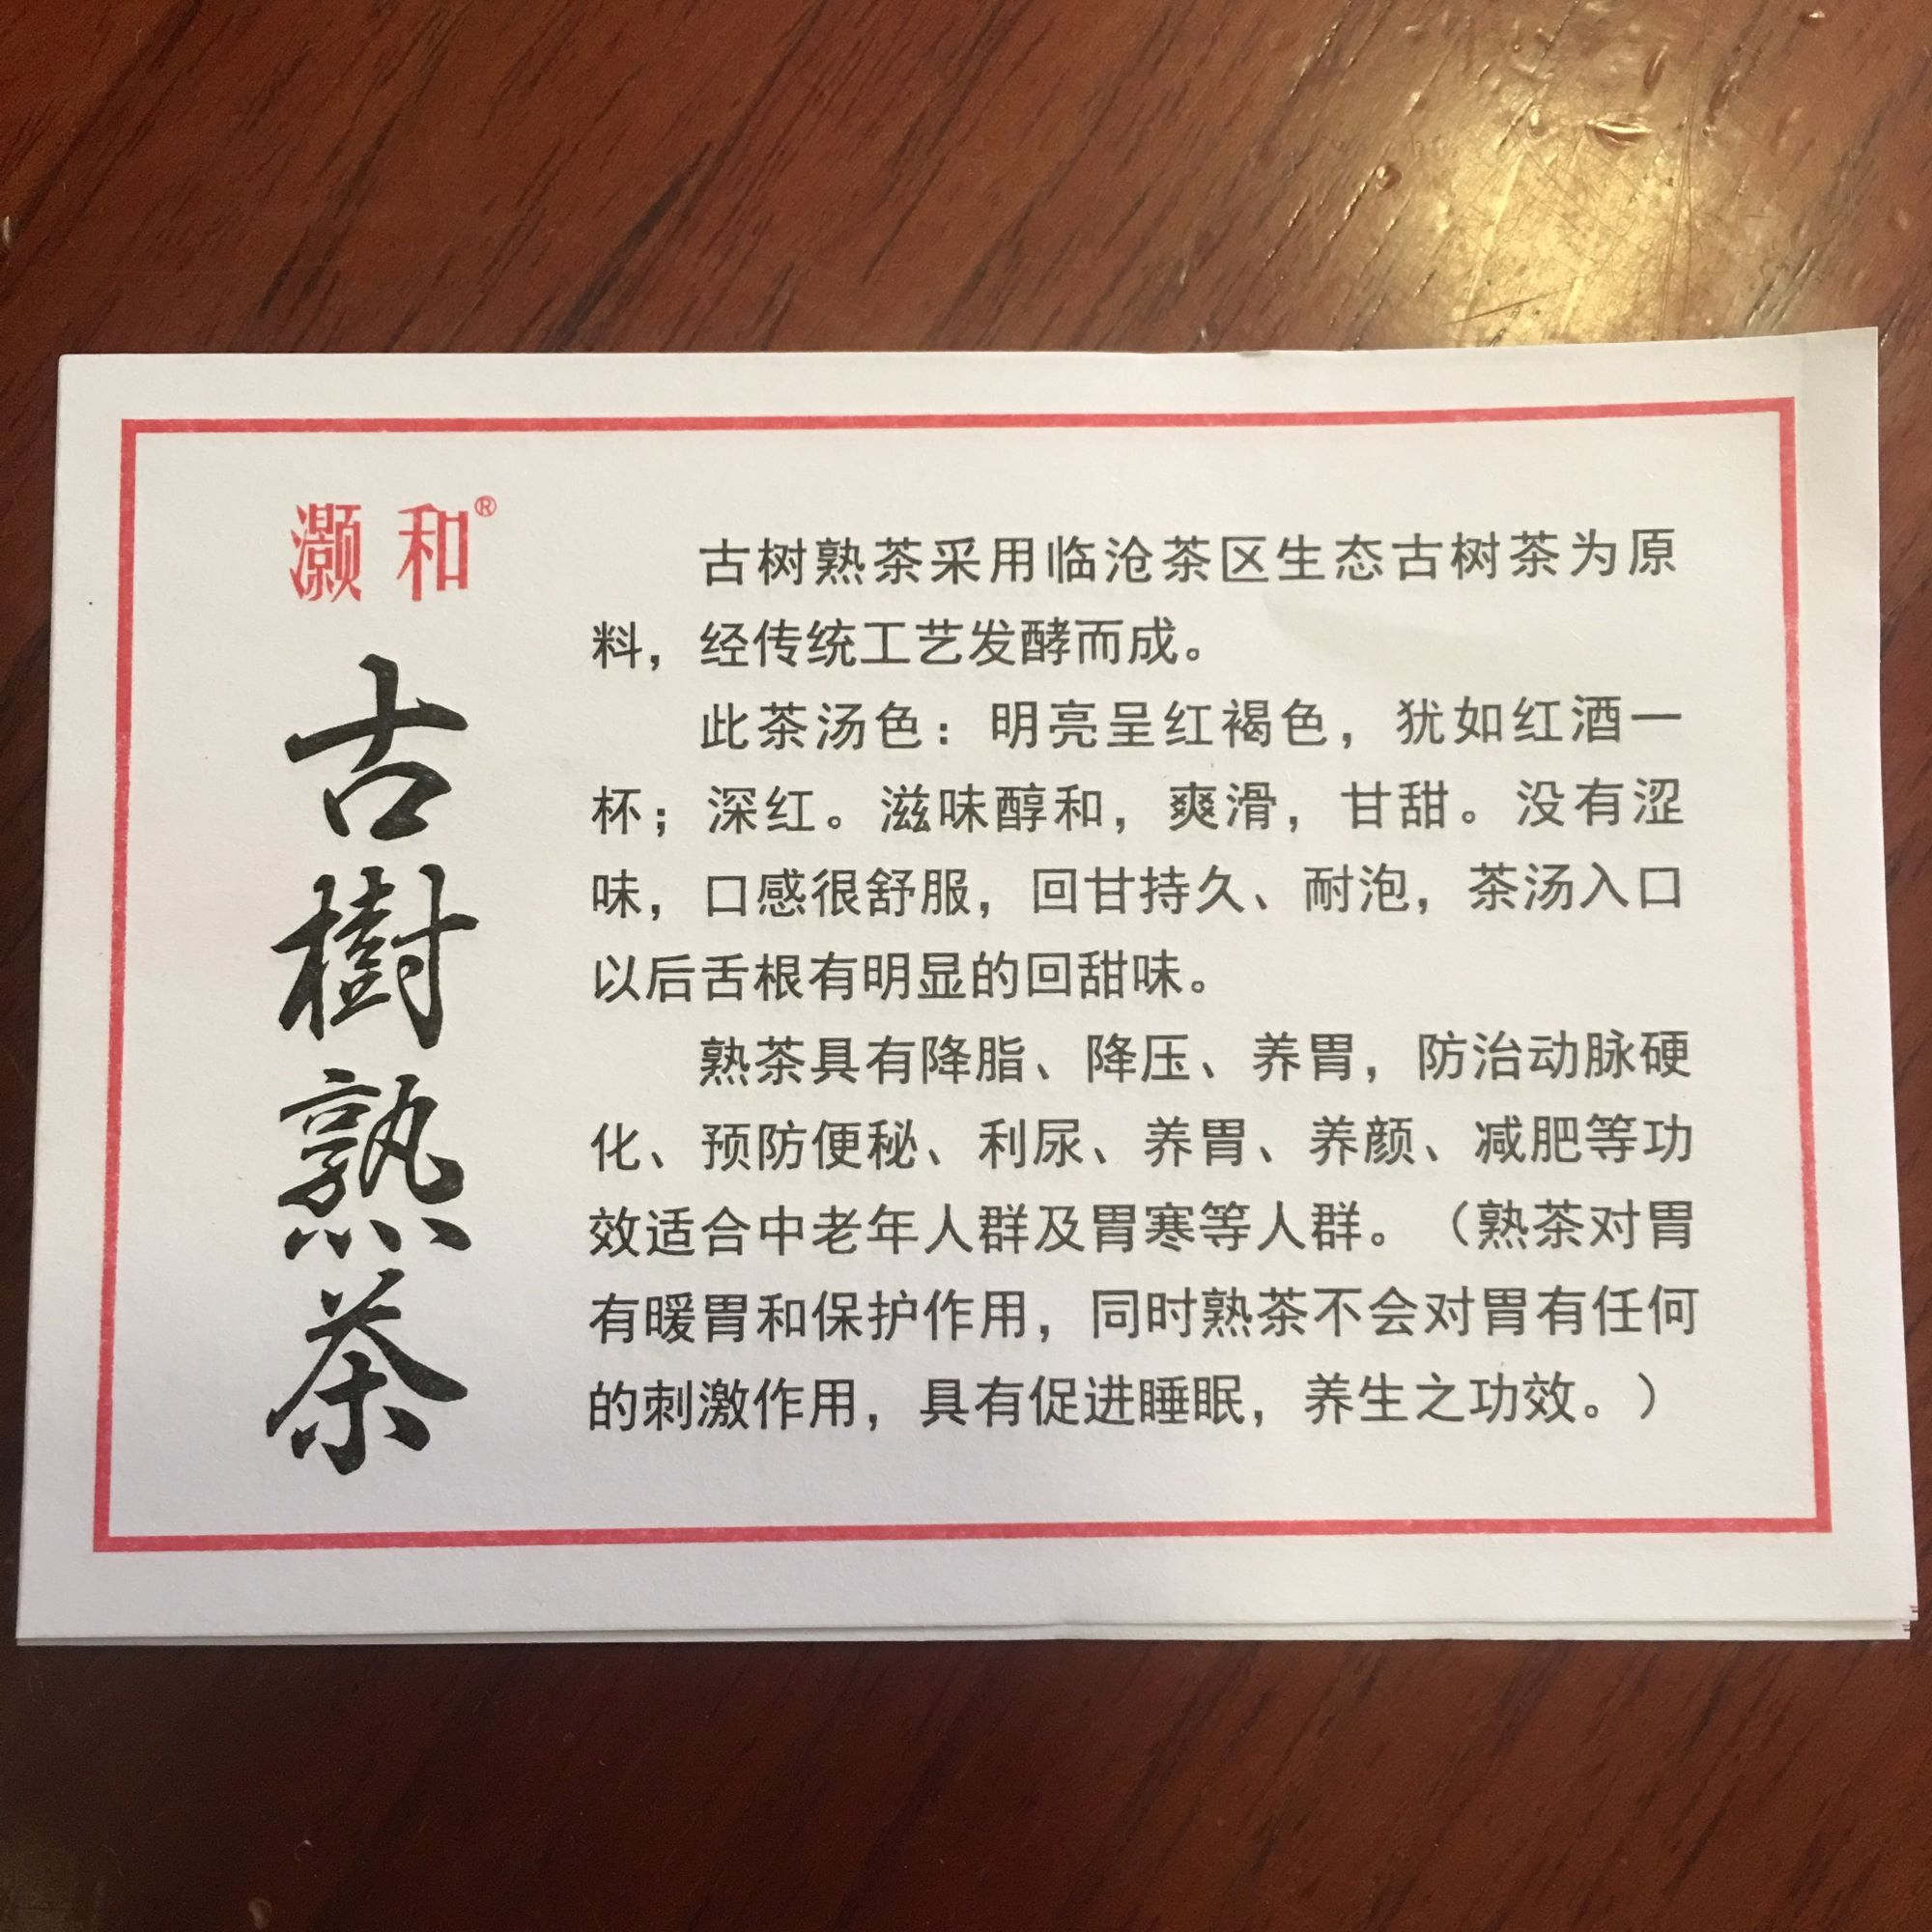 灏和®
古樹熟茶
古树熟茶采用临沧茶区生态古树茶为原
料，经传统工艺发酵而成。
此茶汤色：明亮呈红褐色，犹如红酒一
杯；深红。滋味醇和，爽滑，甘甜。没有涩
味，口感很舒服，回甘持久、耐泡，茶汤入口
以后舌根有明显的回甜味。
熟茶具有降脂、降压、养胃，防治动脉硬
化、预防便秘、利尿、养胃、养颜、减肥等功
效适合中老年人群及胃寒等人群。（熟茶对胃
有暖胃和保护作用，同时熟茶不会对胃有任何
的刺激作用，具有促进睡眠，养生之功效。）